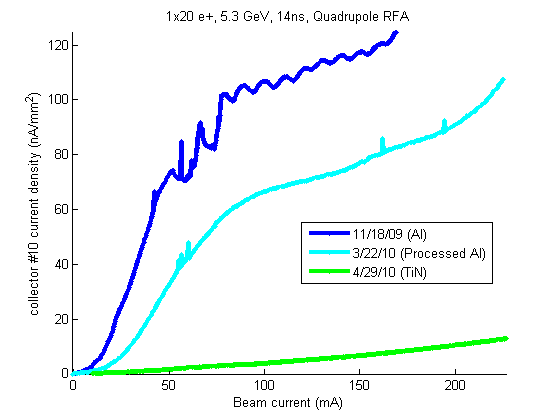 1x20 e+, 5.3 GeV, 14ns, Quadrupole RFA
collector #10 current density (nA/mm²)
120
100
80
60
40
20
0
11/18/09 (Al)
3/22/10 (Processed Al)
4/29/10 (TiN)
0
50
100
150
200
Beam current (mA)